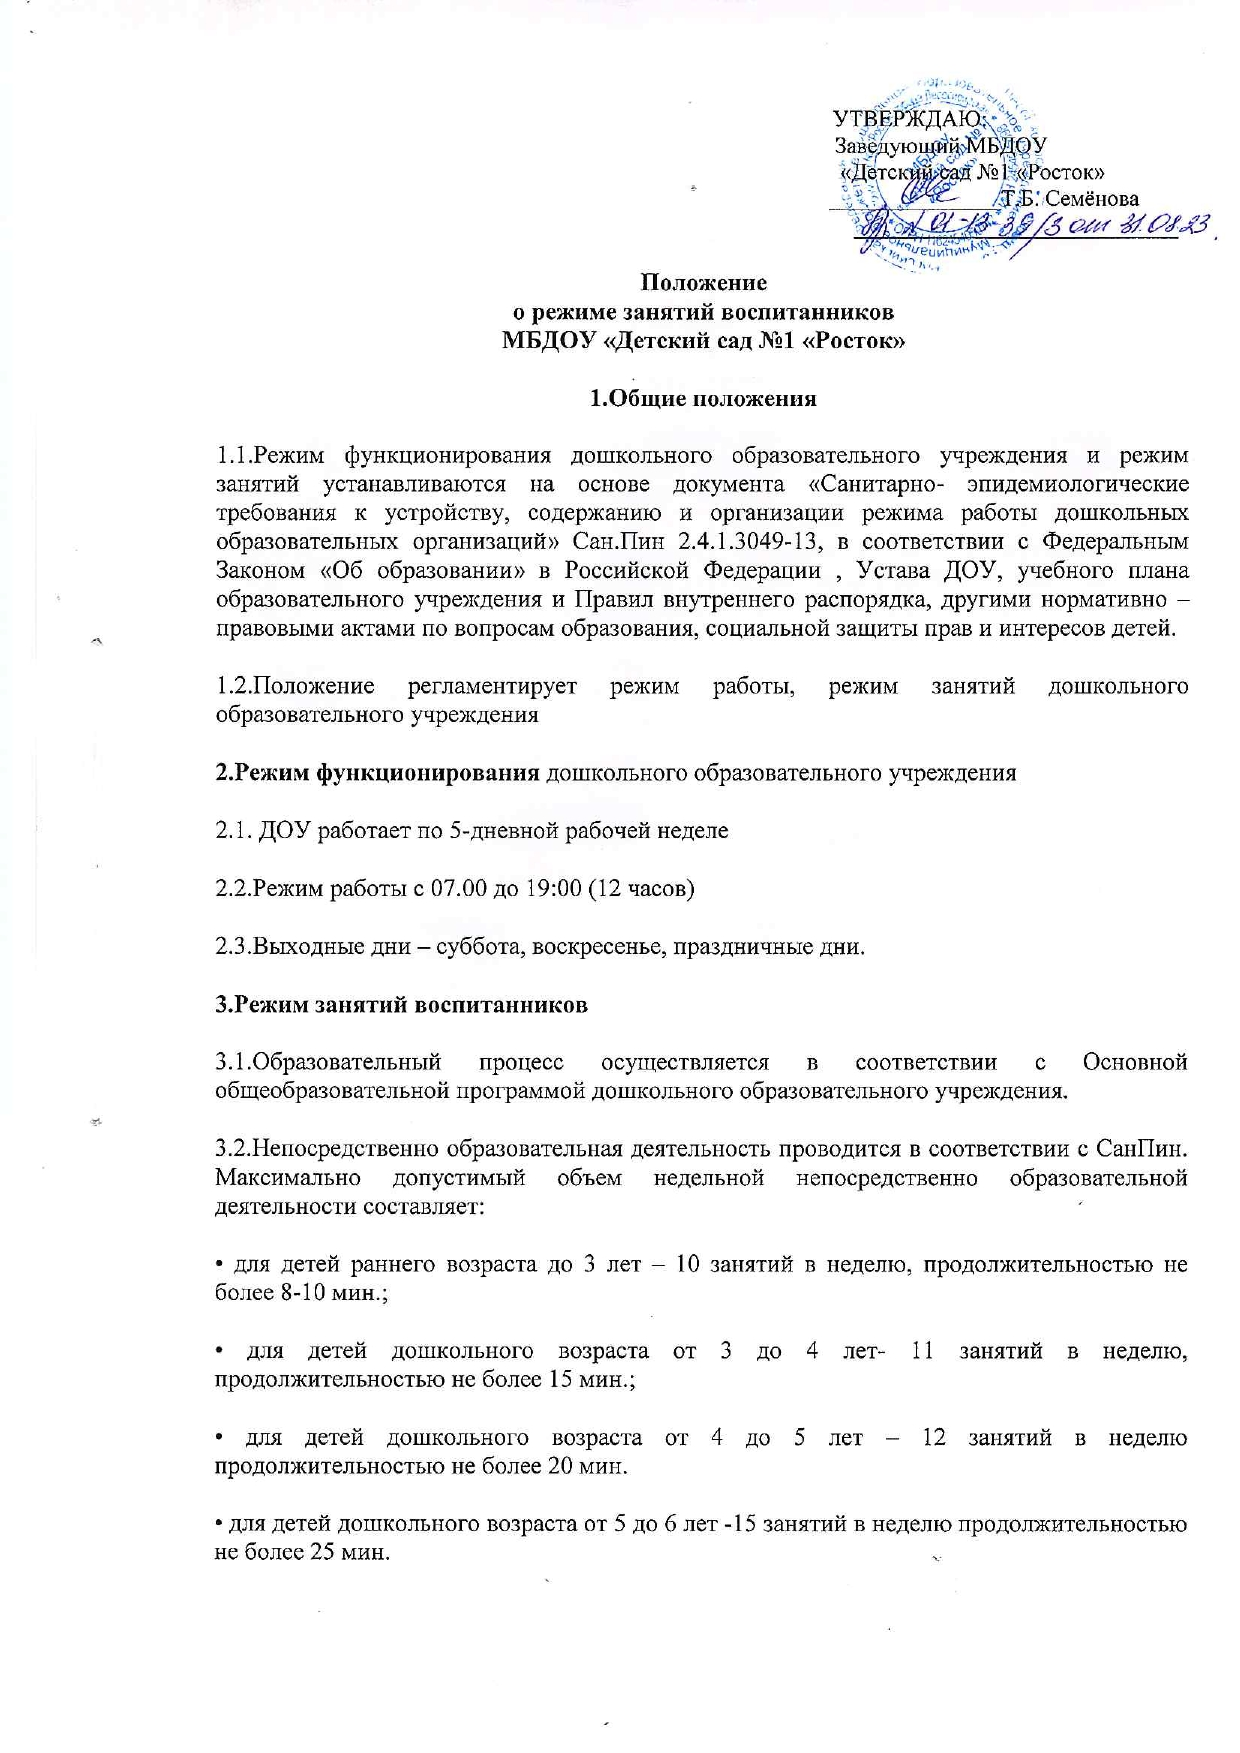 УТВЕРЖДАЮ:
Заведующий МБДОУ
«Детский сад №1 «Росток»
Т.Б. Семёнова
01-13-39/3 от 31.08.23
Положение
о режиме занятий воспитанников
МБДОУ «Детский сад №1 «Росток»
1.Общие положения
1.1.Режим функционирования дошкольного образовательного учреждения и режим
занятий устанавливаются на основе документа «Санитарно- эпидемиологические
требования к устройству, содержанию и организации режима работы дошкольных
образовательных организаций» Сан.Пин 2.4.1.3049-13, в соответствии с Федеральным
Законом «Об образовании» в Российской Федерации , Устава ДОУ, учебного плана
образовательного учреждения и Правил внутреннего распорядка, другими нормативно –
правовыми актами по вопросам образования, социальной защиты прав и интересов детей.
1.2.Положение регламентирует режим работы, режим занятий дошкольного
образовательного учреждения
2.Режим функционирования дошкольного образовательного учреждения
2.1. ДОУ работает по 5-дневной рабочей неделе
2.2.Режим работы с 07.00 до 19:00 (12 часов)
2.3.Выходные дни – суббота, воскресенье, праздничные дни.
3.Режим занятий воспитанников
3.1.Образовательный процесс осуществляется в соответствии с Основной
общеобразовательной программой дошкольного образовательного учреждения.
3.2.Непосредственно образовательная деятельность проводится в соответствии с СанПин.
Максимально допустимый объем недельной непосредственно образовательной
деятельности составляет:
• для детей раннего возраста до 3 лет – 10 занятий в неделю, продолжительностью не
более 8-10 мин.;
• для детей дошкольного возраста от 3 до 4 лет- 11 занятий в неделю,
продолжительностью не более 15 мин.;
• для детей дошкольного возраста от 4 до 5 лет – 12 занятий в неделю
продолжительностью не более 20 мин.
• для детей дошкольного возраста от 5 до 6 лет -15 занятий в неделю продолжительностью
не более 25 мин.